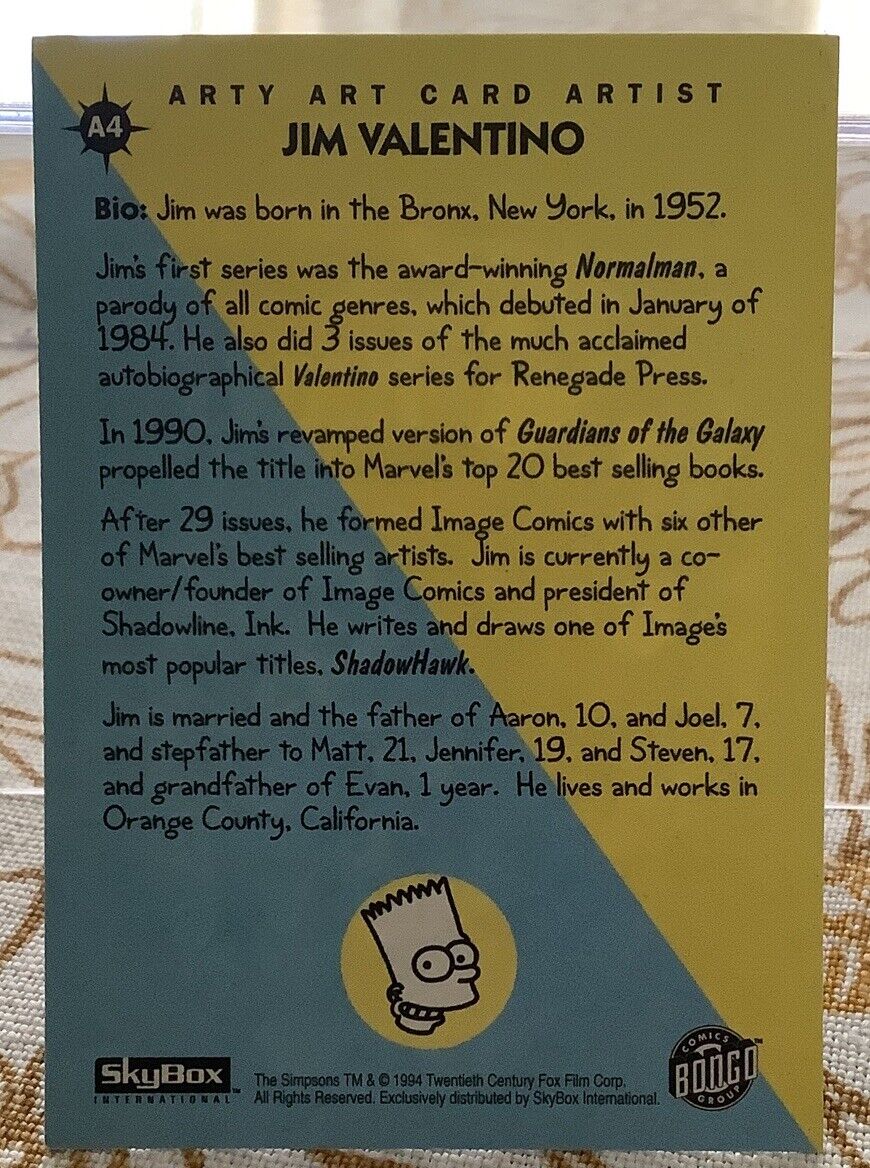 ARTY ART CARD ARTIST
A4
JIM VALENTINO
Bio: Jim was born in the Bronx, New York, in 1952.
Jim's first series was the award-winning Normalman, a
parody of all comic genres, which debuted in January of
1984. He also did 3 issues of the much acclaimed
autobiographical Valentino series for Renegade Press.
In 1990, Jim's revamped version of Guardians of the Galaxy
propelled the title into Marvel's top 20 best selling books.
After 29 issues, he formed Image Comics with six other
of Marvel's best selling artists. Jim is currently a co-
owner/founder of Image Comics and president of
Shadowline, Ink. He writes and draws one of Image's
most popular titles, ShadowHawk.
Jim is married and the father of Aaron, 10, and Joel, 7,
and stepfather to Matt, 21, Jennifer, 19, and Steven, 17,
and grandfather of Evan, 1 year. He lives and works in
Orange County, California.
SkyBox™
INTERNATIONAL
The Simpsons TM & © 1994 Twentieth Century Fox Film Corp.
All Rights Reserved. Exclusively distributed by SkyBox International.
COMICS™
BONGO
GROUP